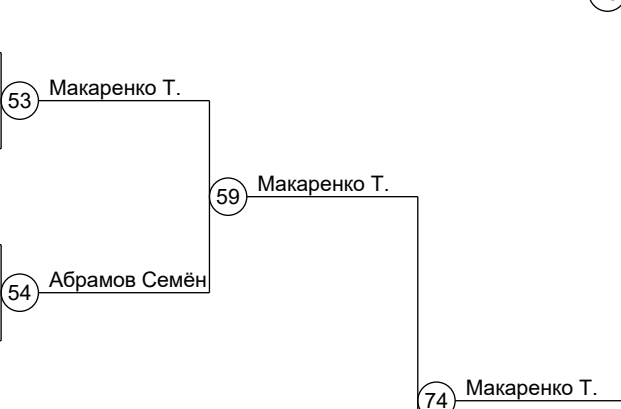 53 Макаренко Т.
59 Макаренко Т.
54 Абрамов Семён
74 Макаренко Т.